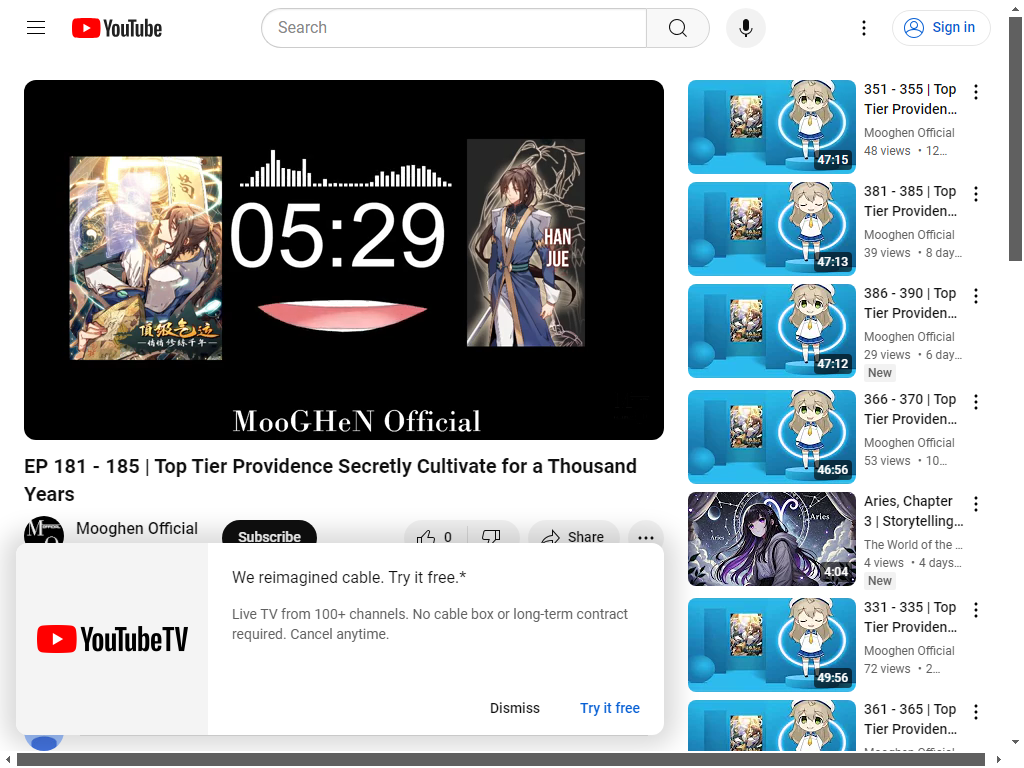 YouTube
Search
Sign in
05:29
HAN
JUE
頂級气运
悄悄修炼千年
MooGHeN Official
EP 181 - 185 | Top Tier Providence Secretly Cultivate for a Thousand
Years
Mooghen Official
Subscribe
0
Share
YouTubeTV
We reimagined cable. Try it free.*
Live TV from 100+ channels. No cable box or long-term contract
required. Cancel anytime.
Dismiss
Try it free
47:15
351 - 355 | Top
Tier Providen…
Mooghen Official
48 views • 12…
47:13
381 - 385 | Top
Tier Providen…
Mooghen Official
39 views • 8 day…
47:12
386 - 390 | Top
Tier Providen…
Mooghen Official
29 views • 6 day…
New
46:56
366 - 370 | Top
Tier Providen…
Mooghen Official
53 views • 10…
Aries
Aries
4:04
Aries, Chapter
3 | Storytelling…
The World of the …
4 views • 4 days…
New
49:56
331 - 335 | Top
Tier Providen…
Mooghen Official
72 views • 2…
361 - 365 | Top
Tier Providen…
Mooghen Official